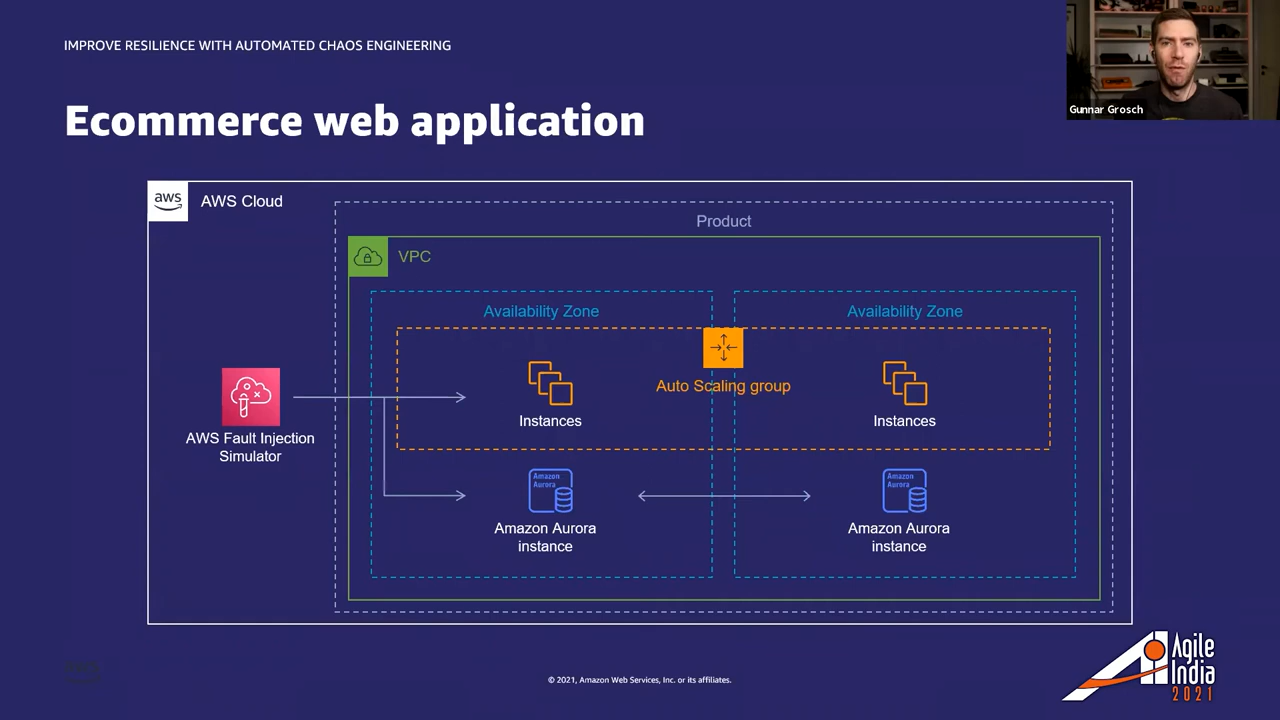 IMPROVE RESILIENCE WITH AUTOMATED CHAOS ENGINEERING
Gunnar Grosch
Ecommerce web application
aws
AWS Cloud
Product
VPC
Availability Zone
Availability Zone
Auto Scaling group
Instances
Instances
AWS Fault Injection
Simulator
Amazon
Aurora
Amazon Aurora
instance
Amazon
Aurora
Amazon Aurora
instance
© 2021, Amazon Web Services, Inc. or its affiliates.
Agile
India
2021